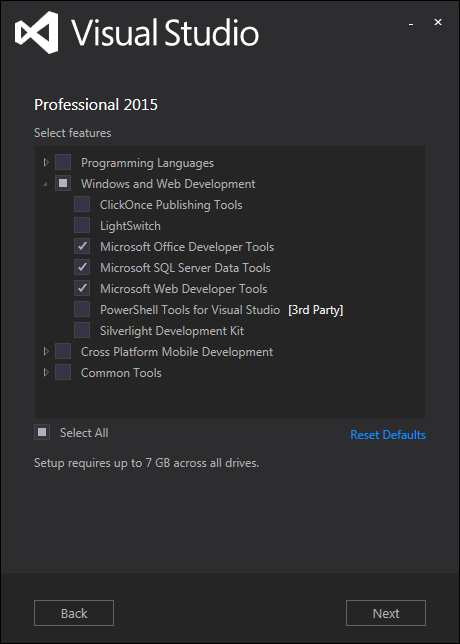 Visual Studio
Professional 2015
Select features
Programming Languages
Windows and Web Development
ClickOnce Publishing Tools
LightSwitch
Microsoft Office Developer Tools
Microsoft SQL Server Data Tools
Microsoft Web Developer Tools
PowerShell Tools for Visual Studio [3rd Party]
Silverlight Development Kit
Cross Platform Mobile Development
Common Tools
Select All
Reset Defaults
Setup requires up to 7 GB across all drives.
Back
Next